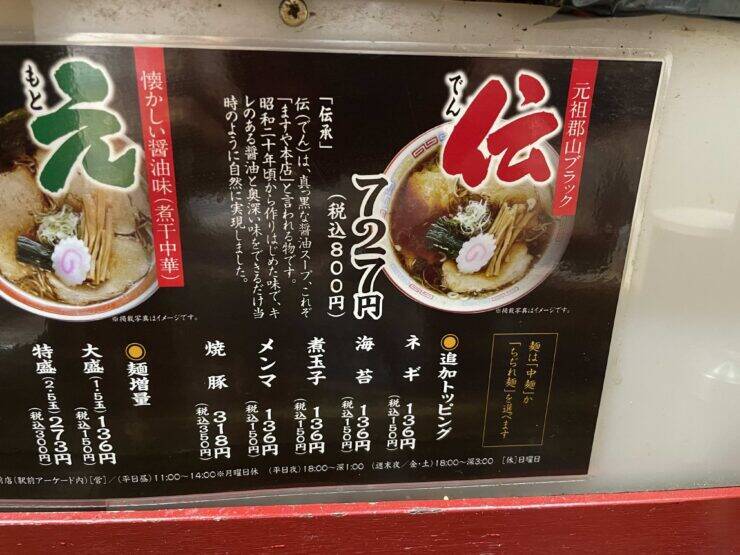 元祖郡山ブラック
でん
伝
「伝承」
伝(でん)は、真っ黒な醤油スープ、これぞ
「ますや本店」と言われる物です。
昭和二十年頃から作りはじめた味で、キ
レのある醤油と奥深い味をできるだけ当
時のように自然に実現しました。
727円
(税込800円)
※掲載写真はイメージです。
懐かしい醤油味(煮干中華)
もと
元
※掲載写真はイメージです。
麺は「中麺」か
「ちぢれ麺」を選べます
追加トッピング
ネギ 136円
(税込150円)
海苔 136円
(税込150円)
煮玉子 136円
(税込150円)
メンマ 136円
(税込150円)
焼豚 318円
(税込350円)
麺増量
大盛(1.5玉)136円
(税込150円)
特盛(2.5玉)273円
(税込300円)
前店(駅前アーケード内)[営]/(平日昼)11:00~14:00※月曜日休 (平日夜)18:00~深1:00 (週末夜/金・土)18:00~深3:00 [休]日曜日